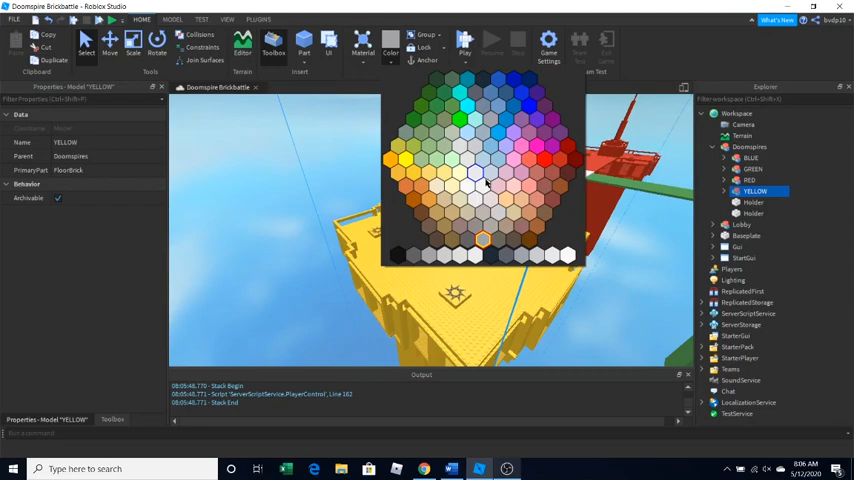 Doomspire Brickbattle - Roblox Studio
FILE
HOME
MODEL
TEST
VIEW
PLUGINS
What's New
bvdp10
Copy
Cut
Duplicate
Paste
Clipboard
Select
Move
Scale
Rotate
Collisions
Constraints
Join Surfaces
Tools
Editor
Terrain
Toolbox
Part
UI
Insert
Material
Color
Group
Lock
Anchor
Play
Resume
Stop
Game
Settings
Team
Test
Exit
Game
Team Test
Properties - Model "YELLOW"
Filter Properties (Ctrl+Shift+P)
Data
ClassName
Model
Name
YELLOW
Parent
Doomspires
PrimaryPart
FloorBrick
Behavior
Archivable
Doomspire Brickbattle
Explorer
Filter workspace (Ctrl+Shift+X)
Workspace
Camera
Terrain
Doomspires
BLUE
GREEN
RED
YELLOW
Holder
Holder
Lobby
Baseplate
Gui
StartGui
Players
Lighting
ReplicatedFirst
ReplicatedStorage
ServerScriptService
ServerStorage
StarterGui
StarterPack
StarterPlayer
Teams
SoundService
Chat
LocalizationService
TestService
Output
08:05:48.770 - Stack Begin
08:05:48.771 - Script 'ServerScriptService.PlayerControl', Line 162
08:05:48.771 - Stack End
Properties - Model "YELLOW"
Toolbox
Run a command
Type here to search
8:06 AM
5/12/2020